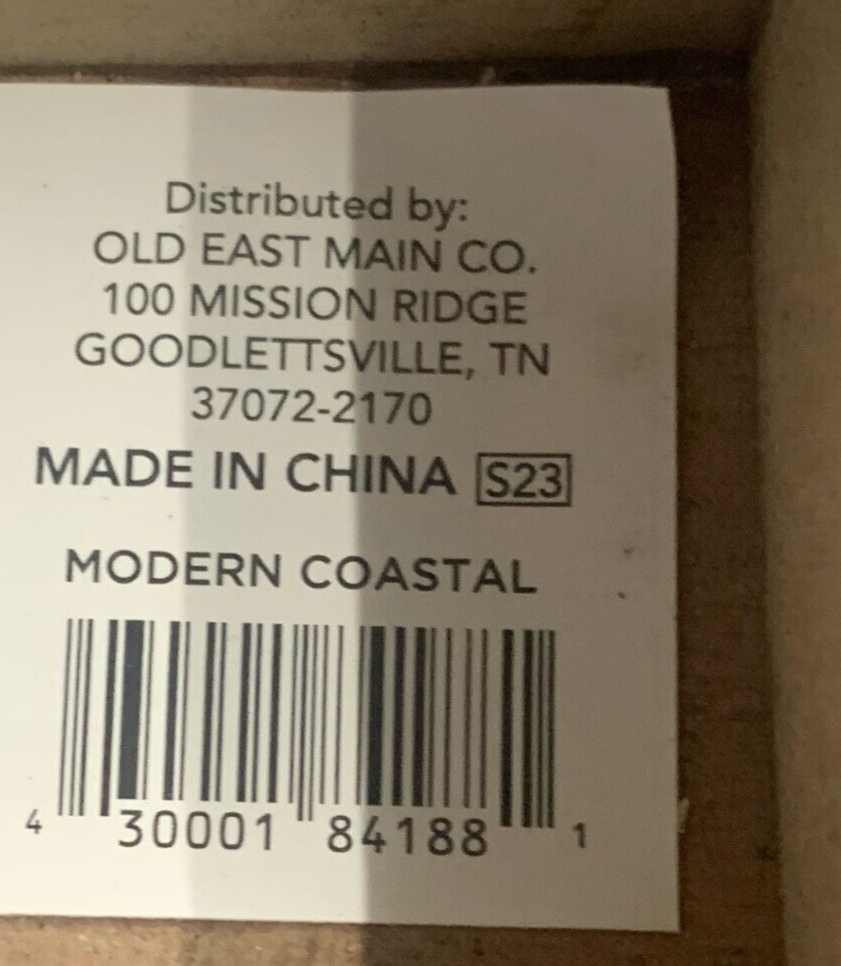 Distributed by:
OLD EAST MAIN CO.
100 MISSION RIDGE
GOODLETTSVILLE, TN
37072-2170
MADE IN CHINA S23
MODERN COASTAL
4 30001 84188 1